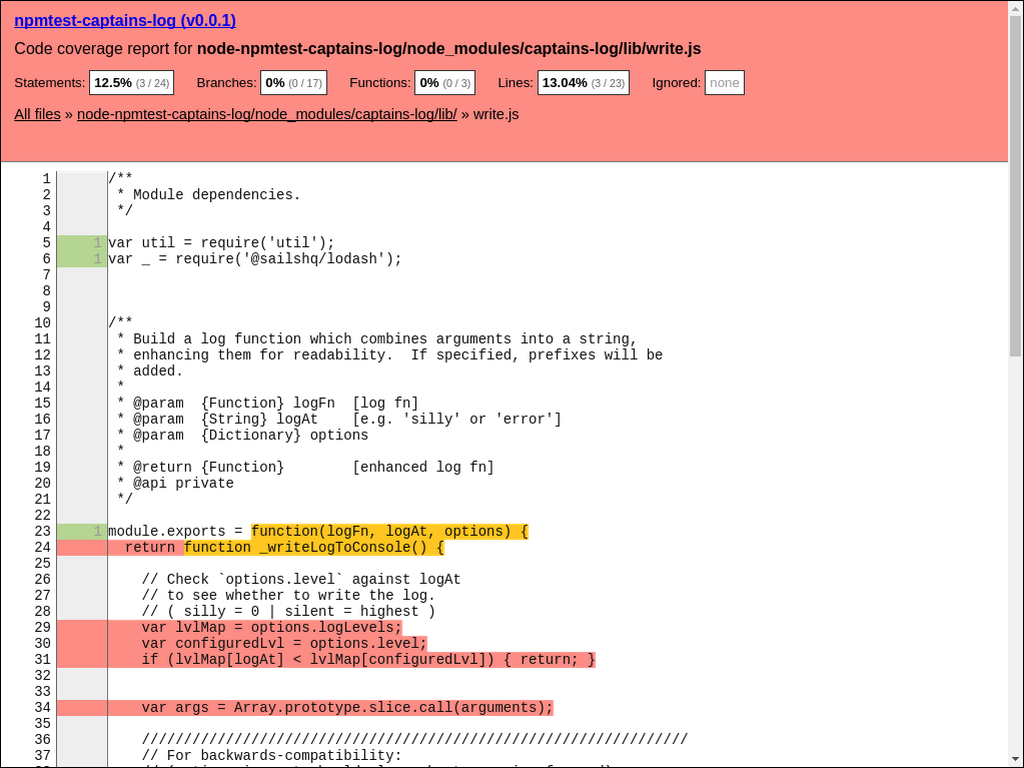 npmtest-captains-log (v0.0.1)
Code coverage report for node-npmtest-captains-log/node_modules/captains-log/lib/write.js
Statements: 12.5% (3 / 24) Branches: 0% (0 / 17) Functions: 0% (0 / 3) Lines: 13.04% (3 / 23) Ignored: none
All files » node-npmtest-captains-log/node_modules/captains-log/lib/ » write.js
1 /**
2  * Module dependencies.
3  */
4
5 1 var util = require('util');
6 1 var _ = require('@sailshq/lodash');
7
8
9
10 /**
11  * Build a log function which combines arguments into a string,
12  * enhancing them for readability.  If specified, prefixes will be
13  * added.
14  *
15  * @param  {Function} logFn  [log fn]
16  * @param  {String} logAt    [e.g. 'silly' or 'error']
17  * @param  {Dictionary} options
18  *
19  * @return {Function}        [enhanced log fn]
20  * @api private
21  */
22
23 1 module.exports = function(logFn, logAt, options) {
24   return function _writeLogToConsole() {
25
26     // Check `options.level` against logAt
27     // to see whether to write the log.
28     // ( silly = 0 | silent = highest )
29     var lvlMap = options.logLevels;
30     var configuredLvl = options.level;
31     if (lvlMap[logAt] < lvlMap[configuredLvl]) { return; }
32
33
34     var args = Array.prototype.slice.call(arguments);
35
36     /////////////////////////////////////////////////////////////////
37     // For backwards-compatibility: